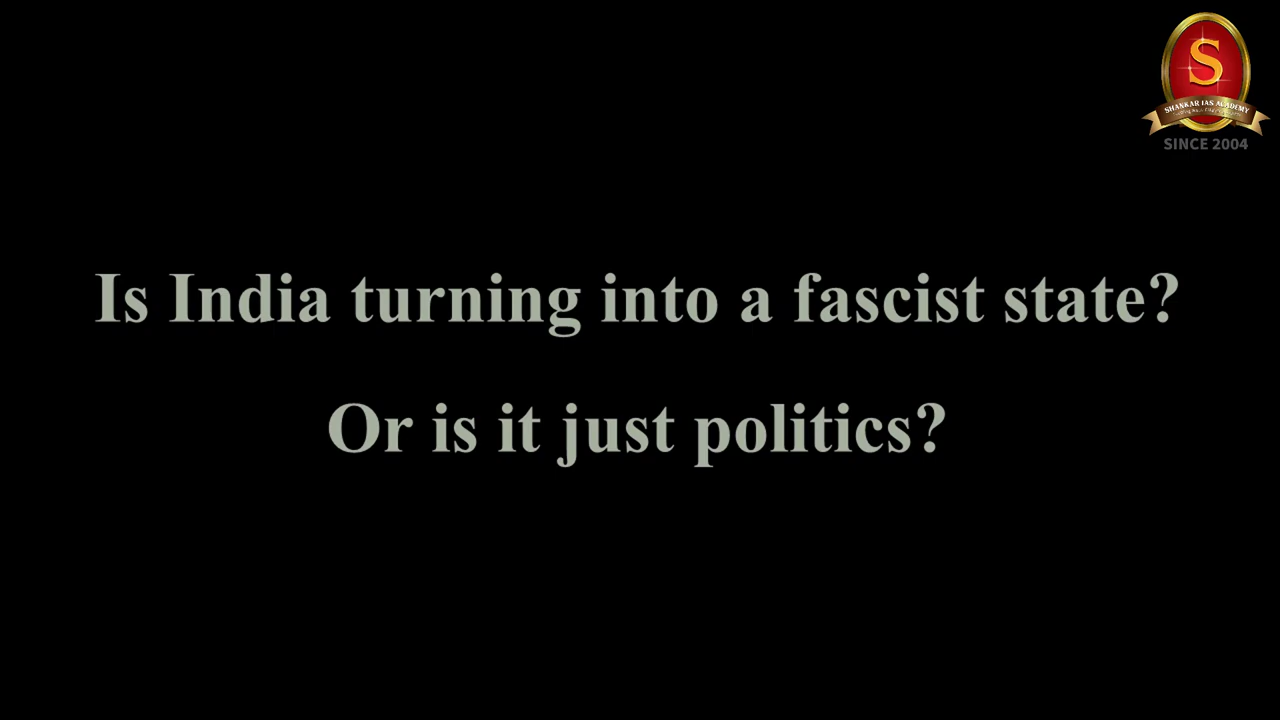 S
SHANKAR IAS ACADEMY
SINCE 2004
Is India turning into a fascist state?
Or is it just politics?